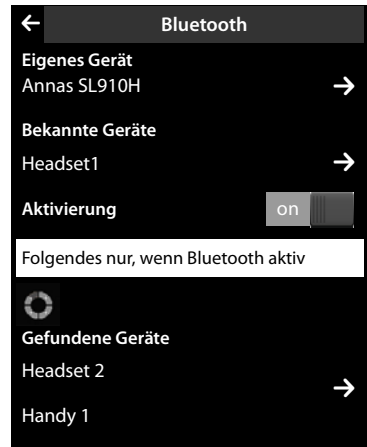 Bluetooth
Eigenes Gerät
Annas SL910H
Bekannte Geräte
Headset1
Aktivierung on
Folgendes nur, wenn Bluetooth aktiv
Gefundene Geräte
Headset 2
Handy 1